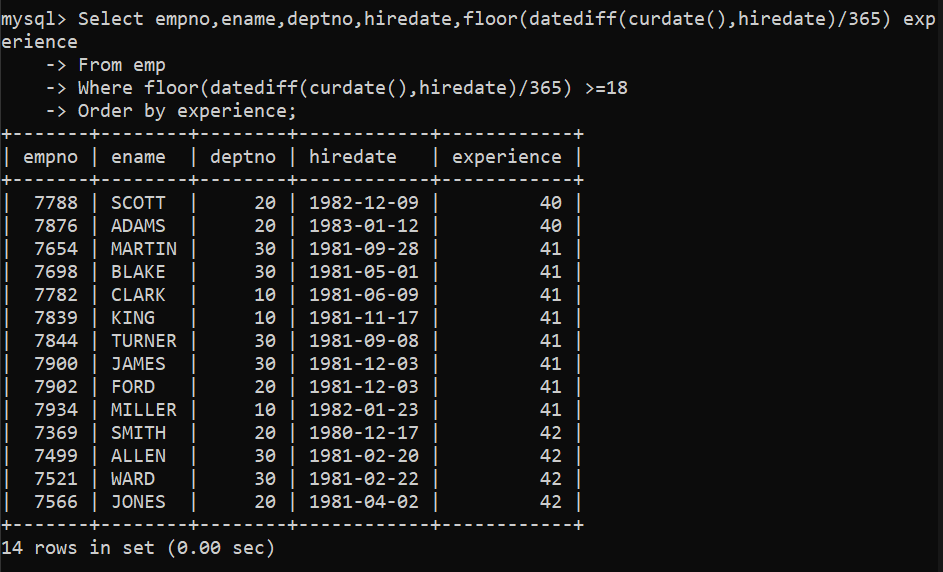 mysql> Select empno,ename,deptno,hiredate,floor(datediff(curdate(),hiredate)/365) exp
erience
    -> From emp
    -> Where floor(datediff(curdate(),hiredate)/365) >=18
    -> Order by experience;
+-------+--------+--------+------------+------------+
| empno | ename  | deptno | hiredate   | experience |
+-------+--------+--------+------------+------------+
|  7788 | SCOTT  |     20 | 1982-12-09 |         40 |
|  7876 | ADAMS  |     20 | 1983-01-12 |         40 |
|  7654 | MARTIN |     30 | 1981-09-28 |         41 |
|  7698 | BLAKE  |     30 | 1981-05-01 |         41 |
|  7782 | CLARK  |     10 | 1981-06-09 |         41 |
|  7839 | KING   |     10 | 1981-11-17 |         41 |
|  7844 | TURNER |     30 | 1981-09-08 |         41 |
|  7900 | JAMES  |     30 | 1981-12-03 |         41 |
|  7902 | FORD   |     20 | 1981-12-03 |         41 |
|  7934 | MILLER |     10 | 1982-01-23 |         41 |
|  7369 | SMITH  |     20 | 1980-12-17 |         42 |
|  7499 | ALLEN  |     30 | 1981-02-20 |         42 |
|  7521 | WARD   |     30 | 1981-02-22 |         42 |
|  7566 | JONES  |     20 | 1981-04-02 |         42 |
+-------+--------+--------+------------+------------+
14 rows in set (0.00 sec)